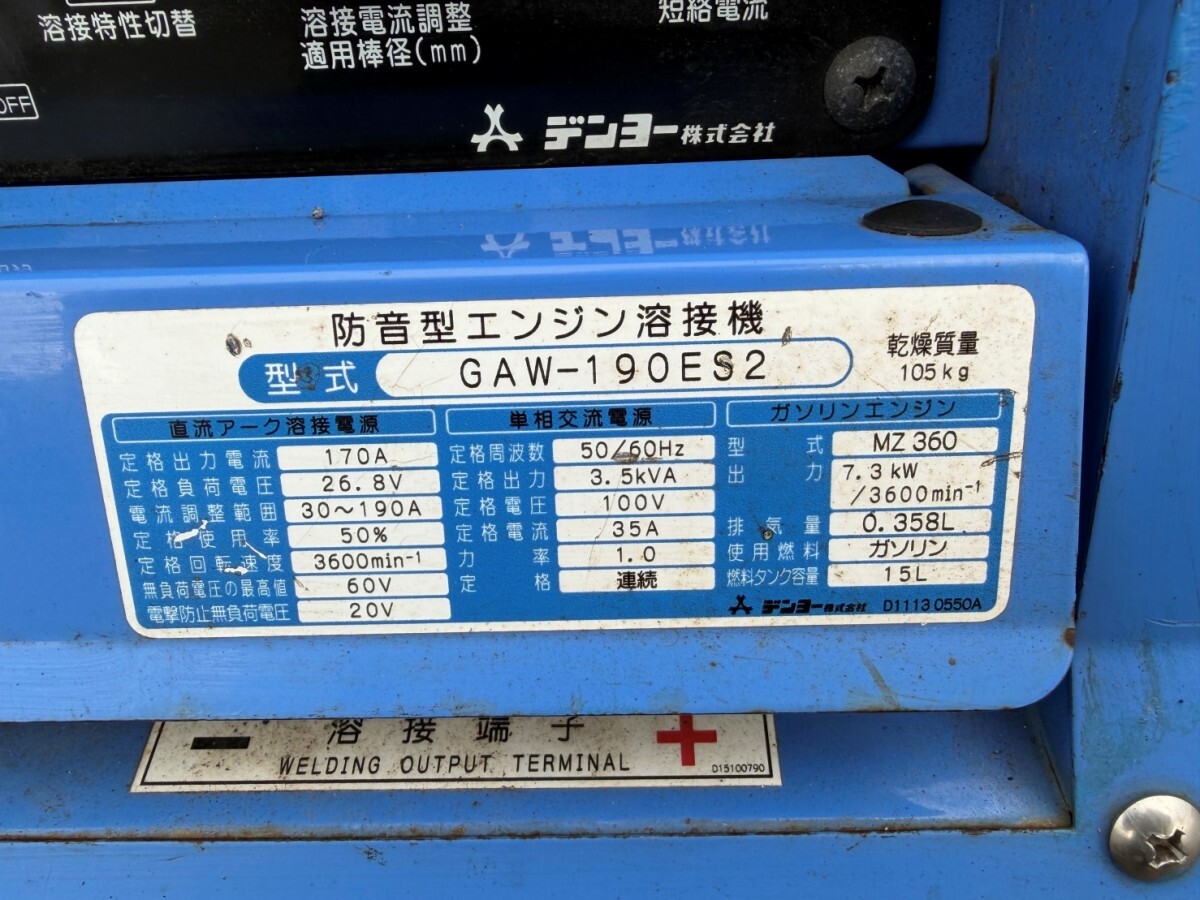 溶接特性切替
溶接電流調整
適用棒径(mm)
短絡電流
OFF
デンヨー株式会社
防音型エンジン溶接機
型式 GAW-190ES2
乾燥質量
105kg
直流アーク溶接電源
定格出力電流 170A
定格負荷電圧 26.8V
電流調整範囲 30～190A
定格使用率 50%
定格回転速度 3600min-1
無負荷電圧の最高値 60V
電撃防止無負荷電圧 20V
単相交流電源
定格周波数 50/60Hz
定格出力 3.5kVA
定格電圧 100V
定格電流 35A
力率 1.0
定格 連続
ガソリンエンジン
型式 MZ360
出力 7.3kW
/3600min-1
排気量 0.358L
使用燃料 ガソリン
燃料タンク容量 15L
デンヨー株式会社 D11130550A
- 溶接端子 +
WELDING OUTPUT TERMINAL
D15100790